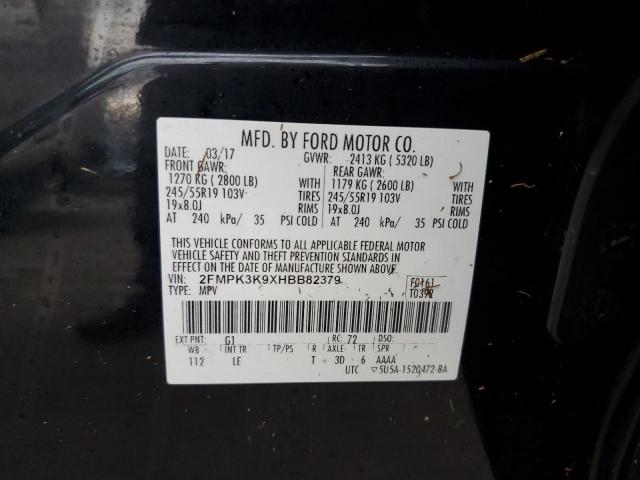 MFD. BY FORD MOTOR CO.
DATE: 03/17 GVWR: 2413 KG ( 5320 LB)
FRONT GAWR: REAR GAWR:
1270 KG ( 2800 LB) WITH 1179 KG ( 2600 LB) WITH
245/55R19 103V TIRES 245/55R19 103V TIRES
19x8.0J RIMS 19x8.0J RIMS
AT 240 kPa/ 35 PSI COLD AT 240 kPa/ 35 PSI COLD
THIS VEHICLE CONFORMS TO ALL APPLICABLE FEDERAL MOTOR
VEHICLE SAFETY AND THEFT PREVENTION STANDARDS IN
EFFECT ON THE DATE OF MANUFACTURE SHOWN ABOVE.
VIN: 2FMPK3K9XHBB82379 F0161
TYPE: MPV
EXT PNT: G1 RC: 72 DSO:
WB INT TR TP/PS R AXLE TR SPR
112 LE T 3D 6 AAAA
UTC ▽5U5A-1520472-BA